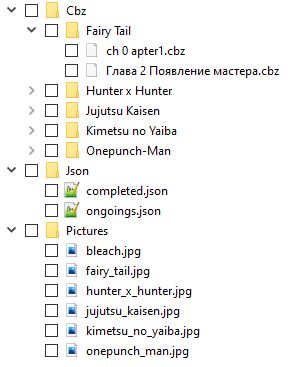 Cbz
Fairy Tail
ch 0 apter1.cbz
Глава 2 Появление мастера.cbz
Hunter x Hunter
Jujutsu Kaisen
Kimetsu no Yaiba
Onepunch-Man
Json
completed.json
ongoings.json
Pictures
bleach.jpg
fairy_tail.jpg
hunter_x_hunter.jpg
jujutsu_kaisen.jpg
kimetsu_no_yaiba.jpg
onepunch_man.jpg